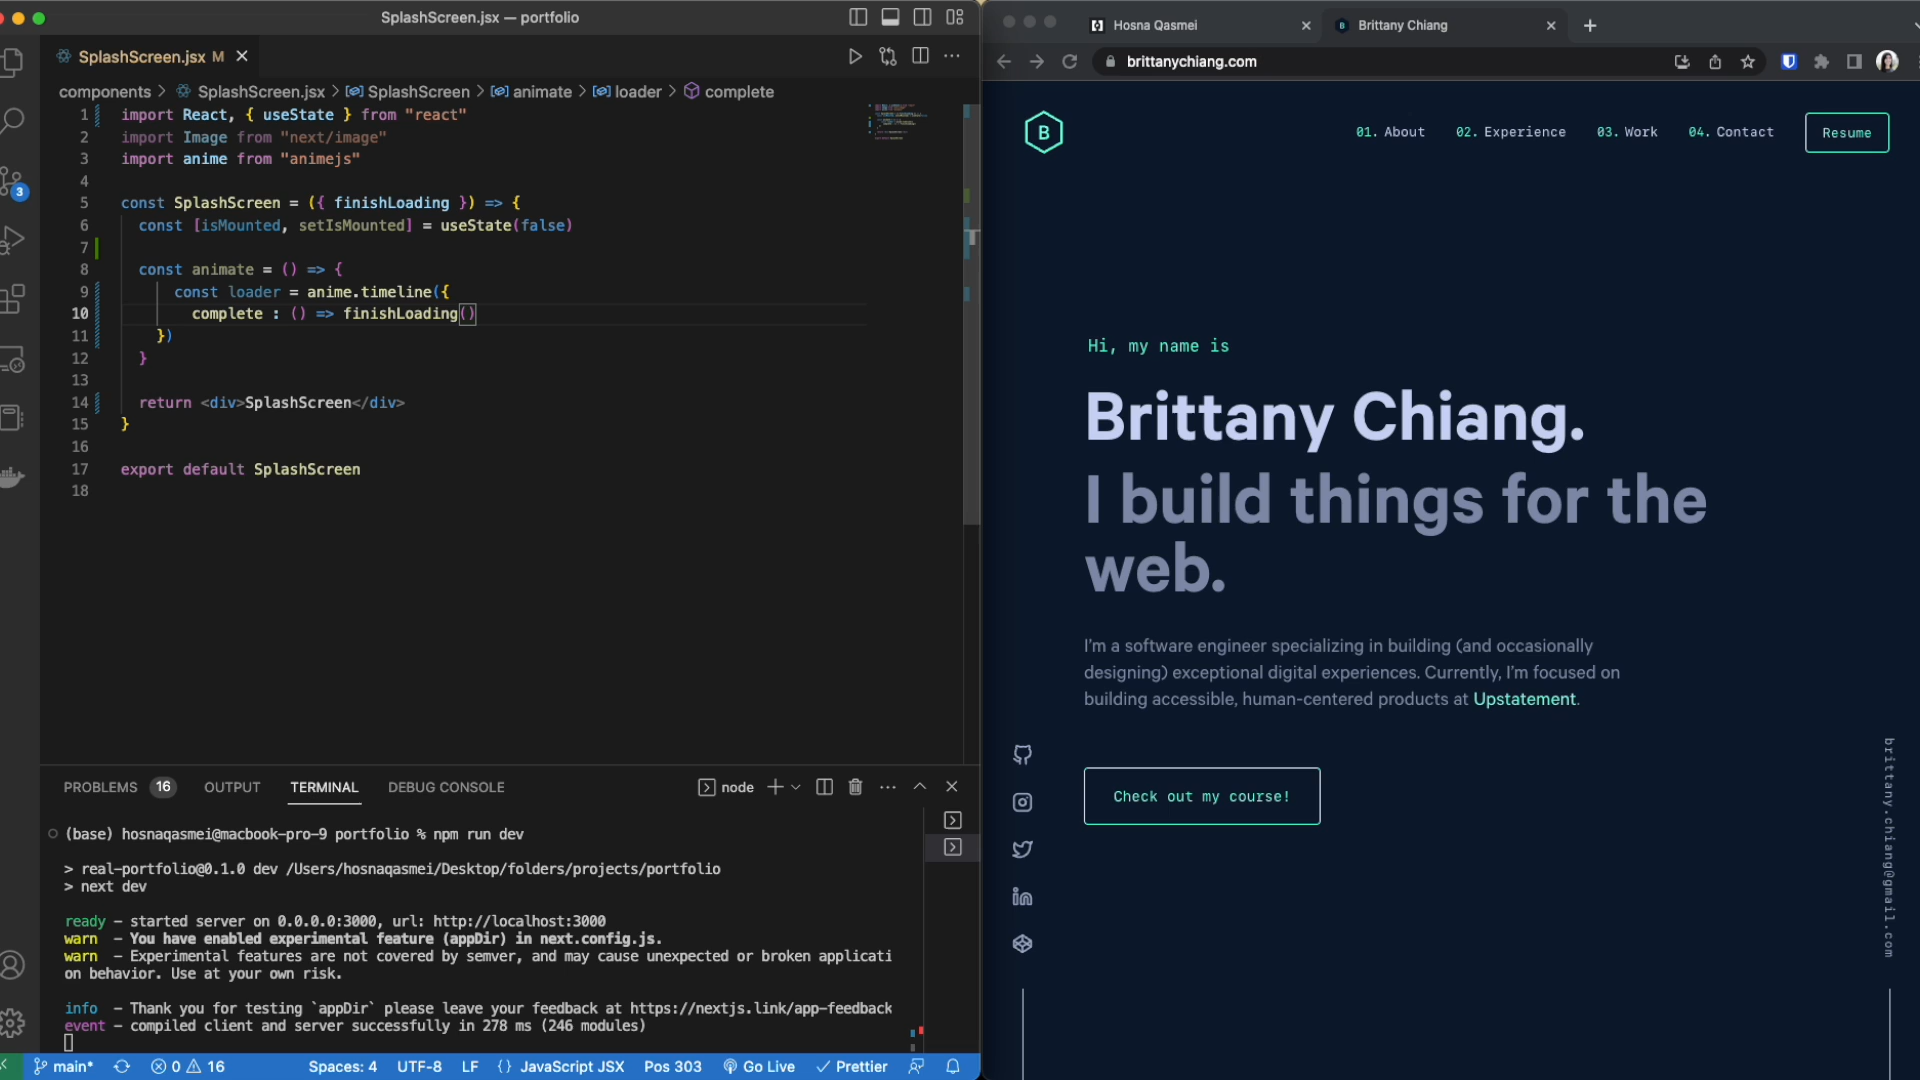 SplashScreen.jsx — portfolio
SplashScreen.jsx M
components > SplashScreen.jsx > SplashScreen > animate > loader > complete
1 import React, { useState } from "react"
2 import Image from "next/image"
3 import anime from "animejs"
4
5 const SplashScreen = ({ finishLoading }) => {
6 const [isMounted, setIsMounted] = useState(false)
7
8 const animate = () => {
9 const loader = anime.timeline({
10 complete : () => finishLoading()
11 })
12 }
13
14 return <div>SplashScreen</div>
15 }
16
17 export default SplashScreen
18
3
PROBLEMS 16 OUTPUT TERMINAL DEBUG CONSOLE node
(base) hosnaqasmei@macbook-pro-9 portfolio % npm run dev
> real-portfolio@0.1.0 dev /Users/hosnaqasmei/Desktop/folders/projects/portfolio
> next dev
ready - started server on 0.0.0.0:3000, url: http://localhost:3000
warn - You have enabled experimental feature (appDir) in next.config.js.
warn - Experimental features are not covered by semver, and may cause unexpected or broken applicati
on behavior. Use at your own risk.
info - Thank you for testing `appDir` please leave your feedback at https://nextjs.link/app-feedback
event - compiled client and server successfully in 278 ms (246 modules)
main* 0 16 Spaces: 4 UTF-8 LF {} JavaScript JSX Pos 303 Go Live Prettier
Hosna Qasmei
Brittany Chiang
brittanychiang.com
B
01. About 02. Experience 03. Work 04. Contact Resume
Hi, my name is
Brittany Chiang.
I build things for the
web.
I'm a software engineer specializing in building (and occasionally
designing) exceptional digital experiences. Currently, I'm focused on
building accessible, human-centered products at Upstatement.
Check out my course!
brittany.chiang@gmail.com